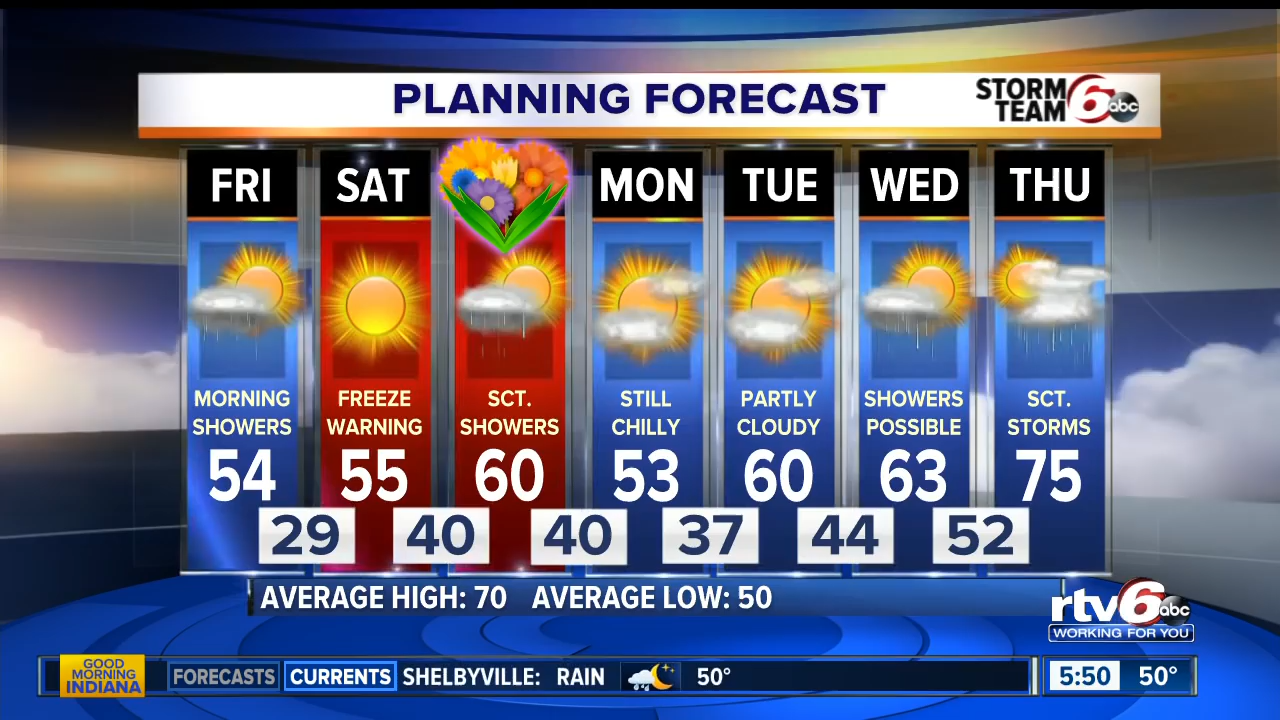 PLANNING FORECAST
STORM
TEAM 6 abc
FRI SAT MON TUE WED THU
MORNING FREEZE SCT. STILL PARTLY SHOWERS SCT.
SHOWERS WARNING SHOWERS CHILLY CLOUDY POSSIBLE STORMS
54 55 60 53 60 63 75
29 40 40 37 44 52
AVERAGE HIGH: 70 AVERAGE LOW: 50
rtv6 abc
WORKING FOR YOU
GOOD
MORNING
INDIANA
FORECASTS CURRENTS SHELBYVILLE: RAIN 50° 5:50 50°